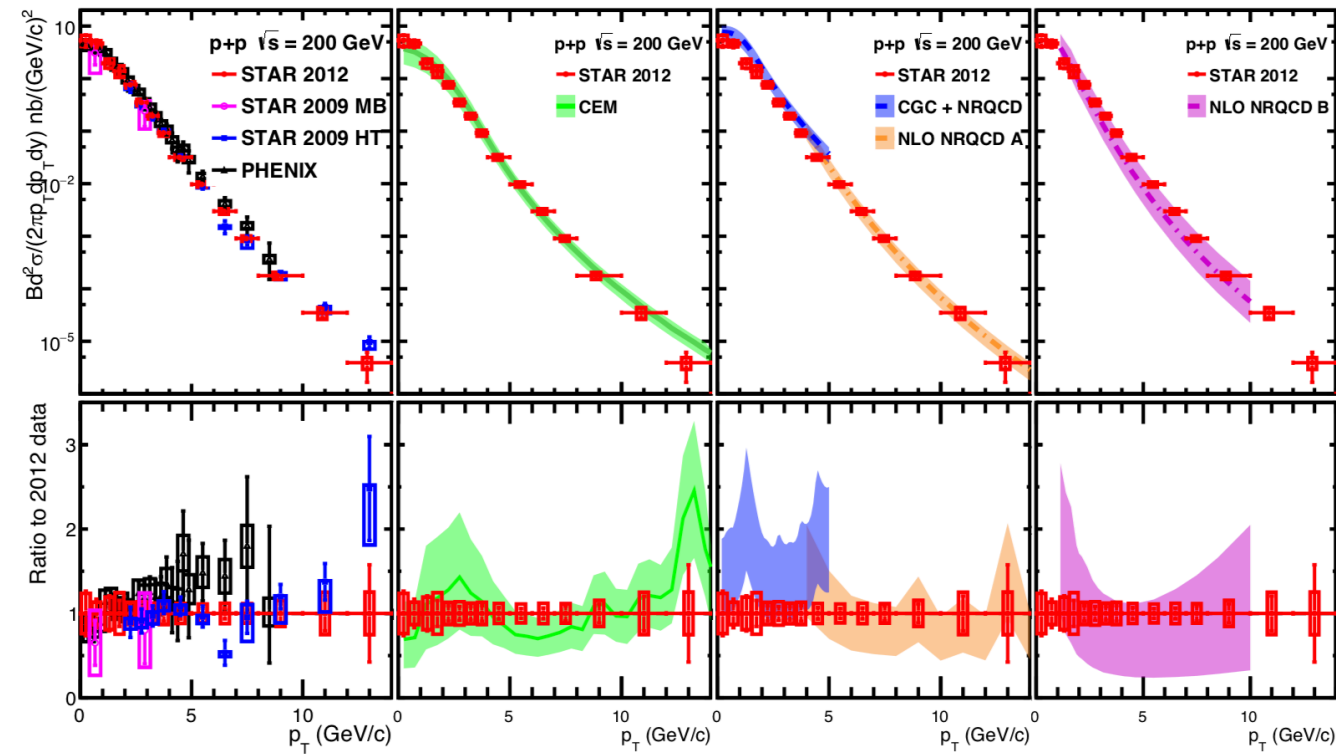 Bd²σ/(2πp_T dp_T dy) nb/(GeV/c)²
10
10⁻²
10⁻⁵
p+p √s = 200 GeV
STAR 2012
STAR 2009 MB
STAR 2009 HT
PHENIX
p+p √s = 200 GeV
STAR 2012
CEM
p+p √s = 200 GeV
STAR 2012
CGC + NRQCD
NLO NRQCD A
p+p √s = 200 GeV
STAR 2012
NLO NRQCD B
Ratio to 2012 data
3
2
1
0
0 5 10
p_T (GeV/c)
0 5 10
p_T (GeV/c)
0 5 10
p_T (GeV/c)
0 5 10
p_T (GeV/c)